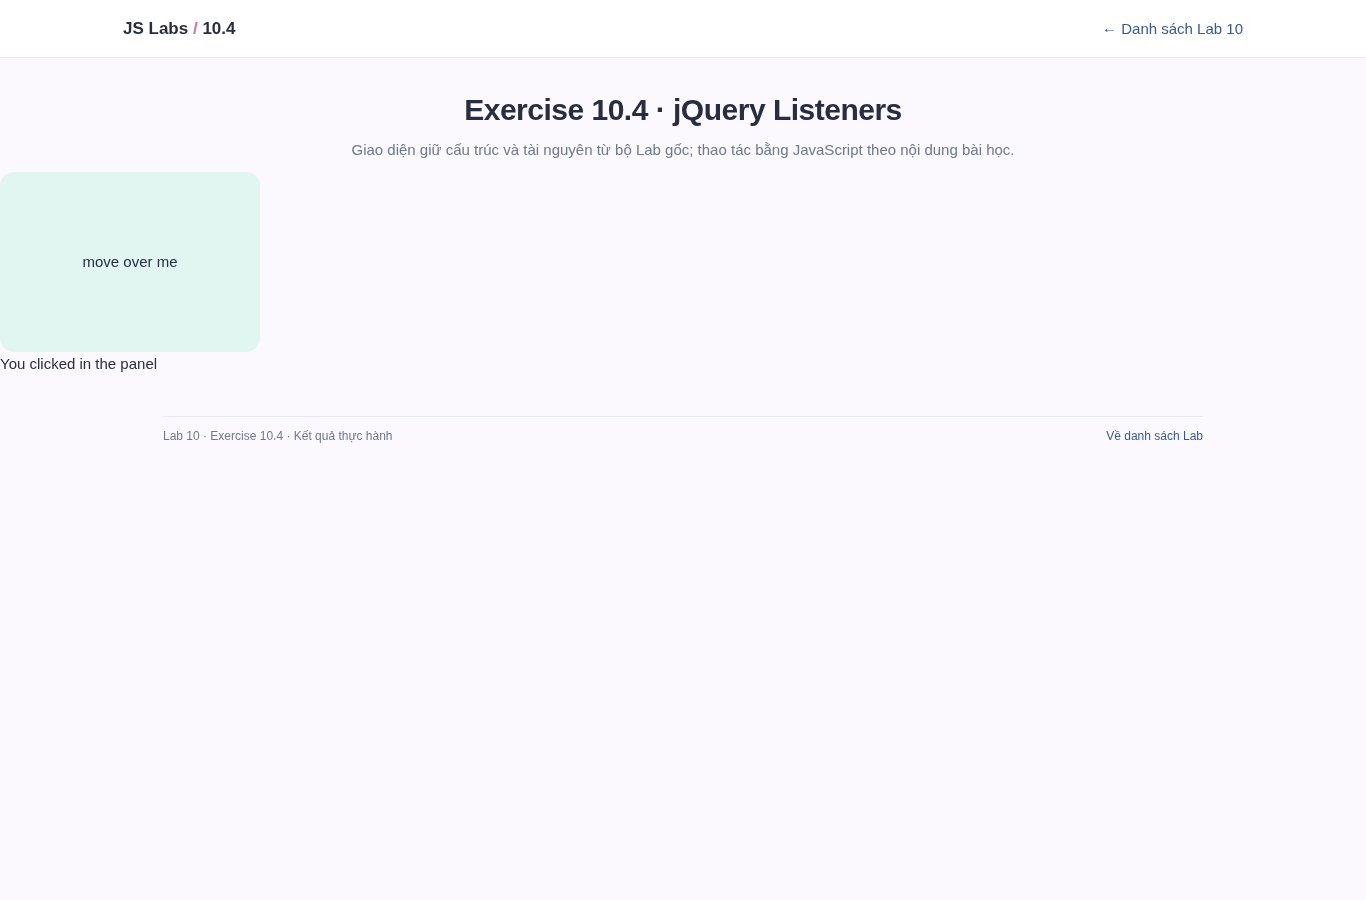 JS Labs / 10.4
← Danh sách Lab 10
Exercise 10.4 · jQuery Listeners
Giao diện giữ cấu trúc và tài nguyên từ bộ Lab gốc; thao tác bằng JavaScript theo nội dung bài học.
move over me
You clicked in the panel
Lab 10 · Exercise 10.4 · Kết quả thực hành
Về danh sách Lab